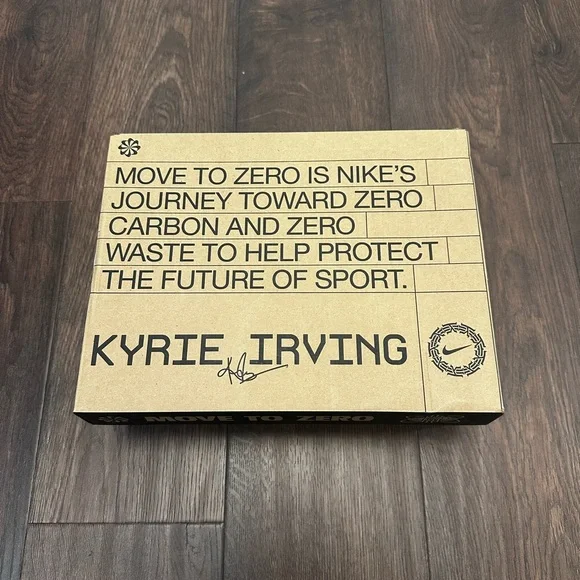 MOVE TO ZERO IS NIKE'S
JOURNEY TOWARD ZERO
CARBON AND ZERO
WASTE TO HELP PROTECT
THE FUTURE OF SPORT.
KYRIE IRVING
MOVE TO ZERO